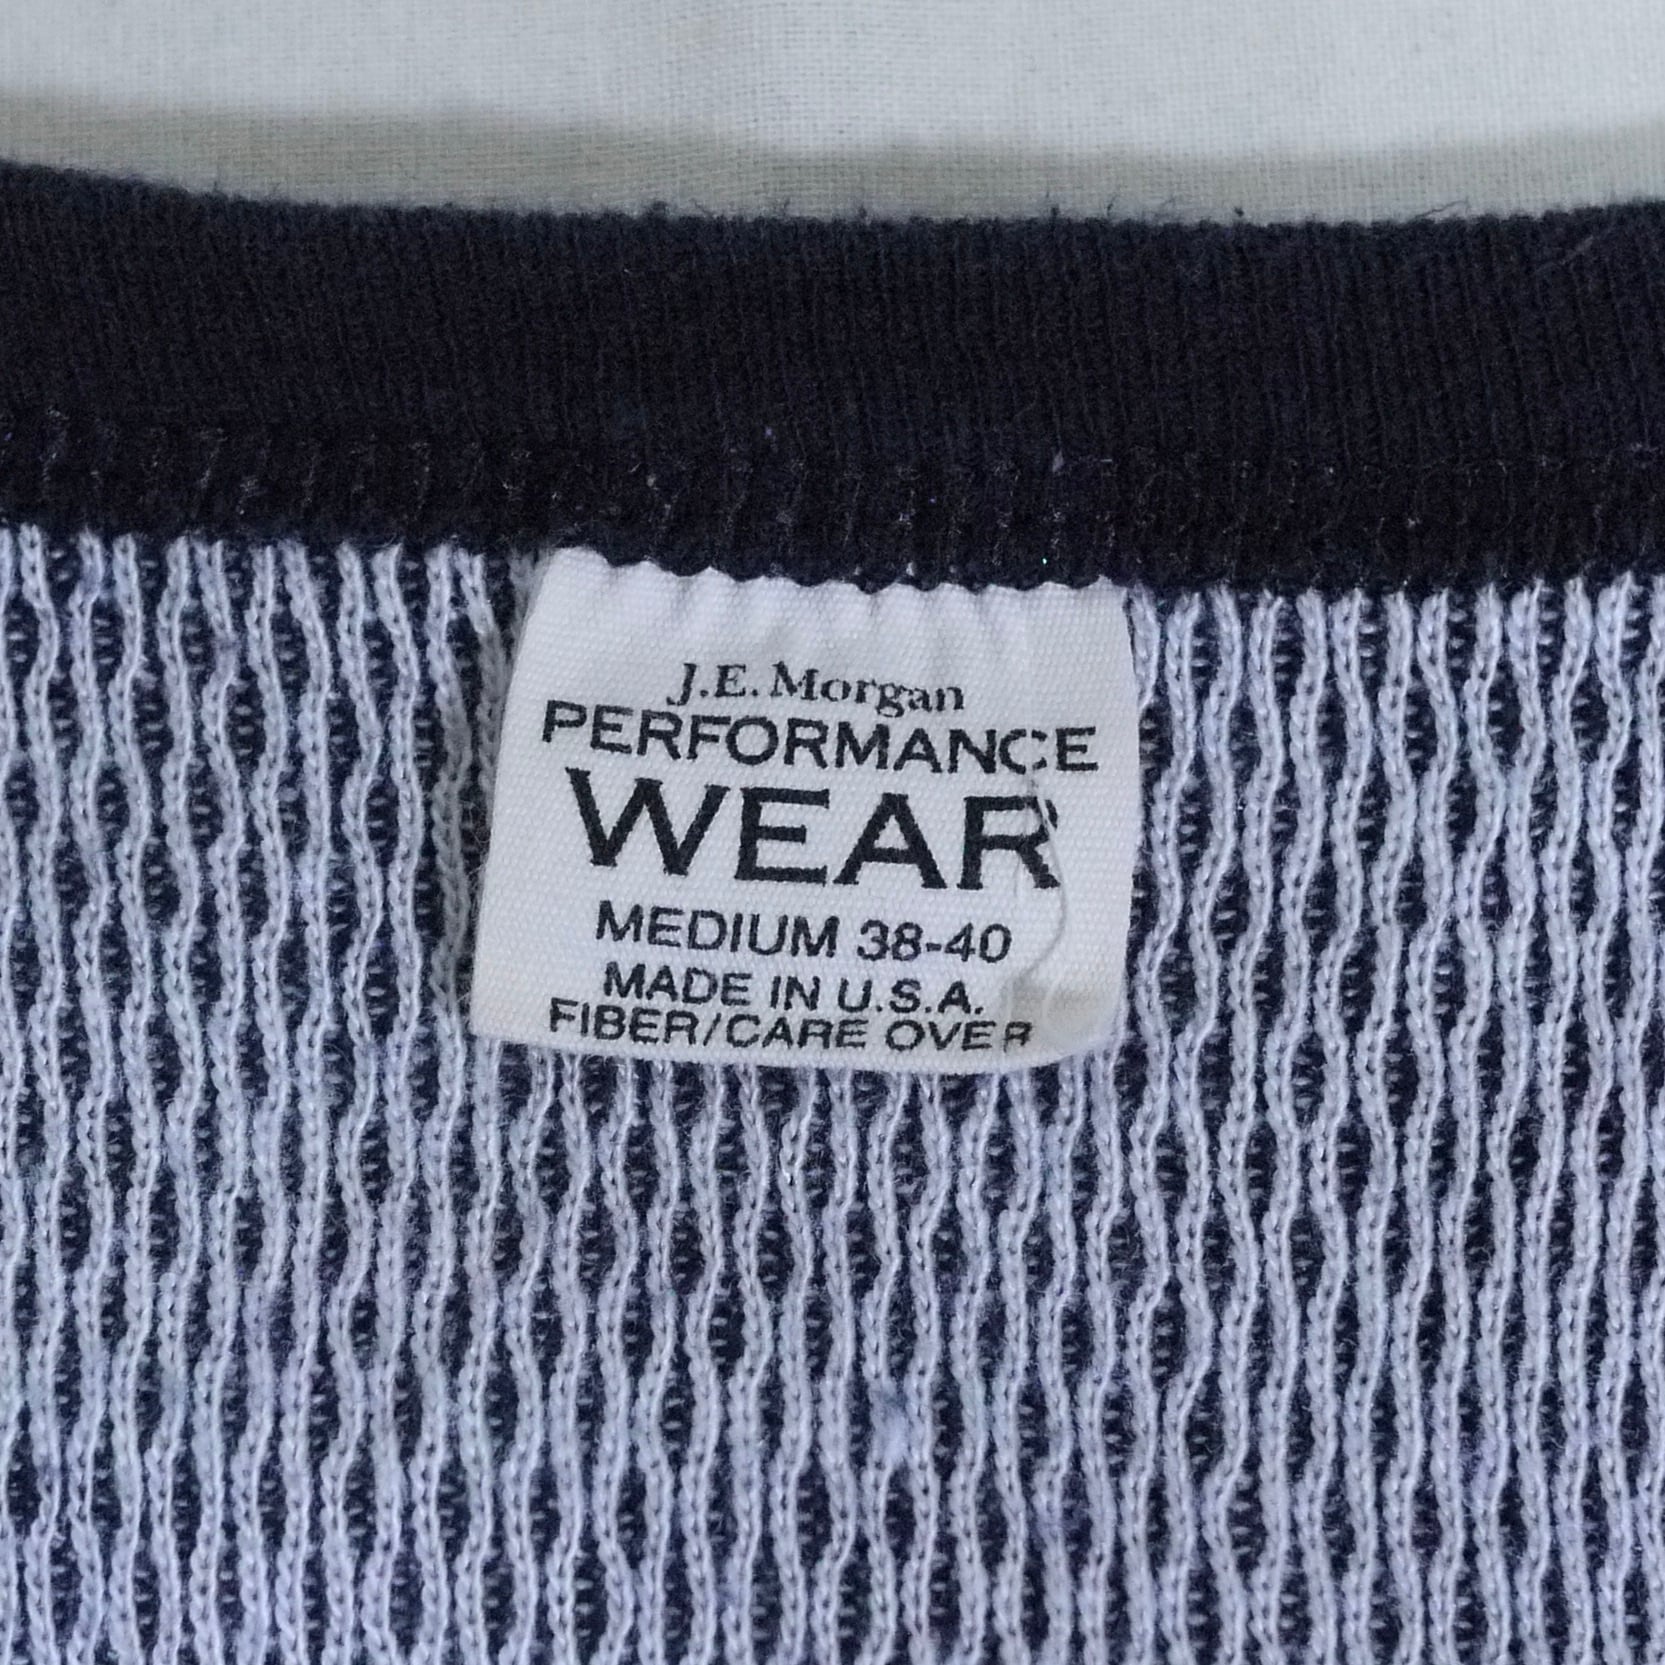 J.E. Morgan
PERFORMANCE
WEAR
MEDIUM 38-40
MADE IN U.S.A.
FIBER/CARE OVER